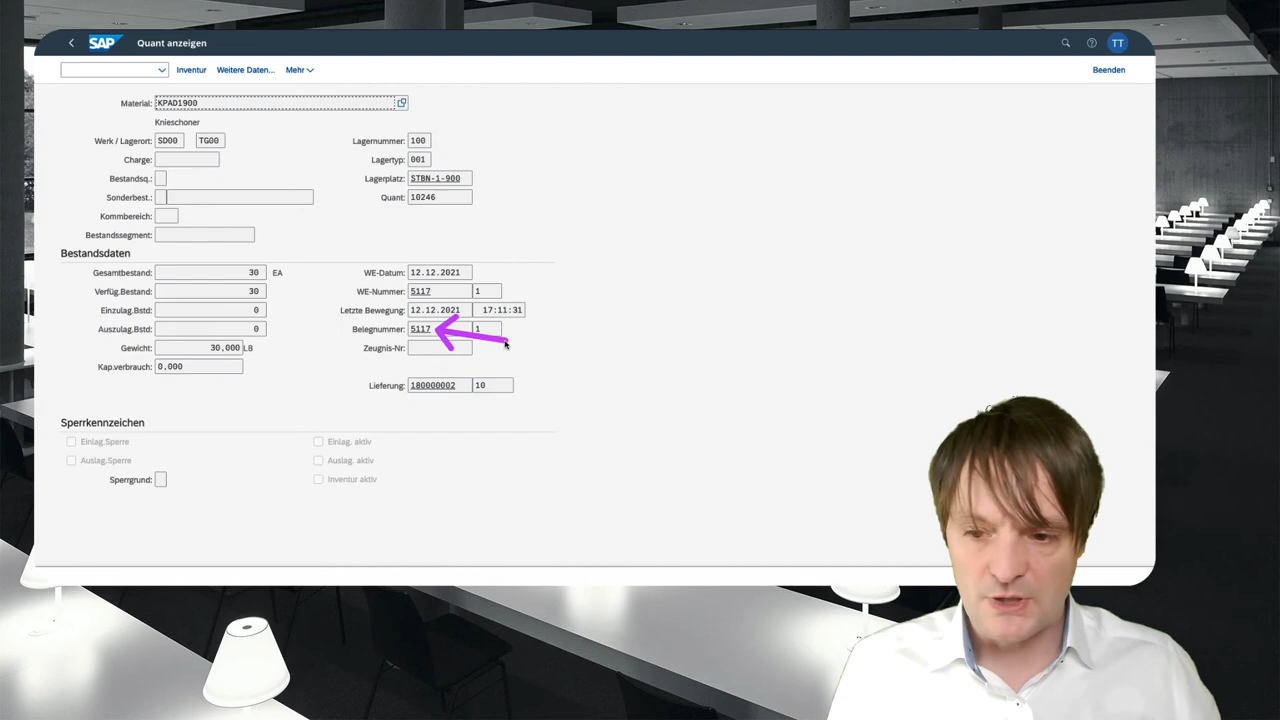 SAP Quant anzeigen TT
Inventur Weitere Daten... Mehr Beenden
Material: KPAD1900
Knieschoner
Werk / Lagerort: SD00 TG00 Lagernummer: 100
Charge: Lagertyp: 001
Bestandsq.: Lagerplatz: STBN-1-900
Sonderbest.: Quant: 10246
Kommbereich:
Bestandssegment:
Bestandsdaten
Gesamtbestand: 30 EA WE-Datum: 12.12.2021
Verfüg.Bestand: 30 WE-Nummer: 5117 1
Einzulag.Bstd: 0 Letzte Bewegung: 12.12.2021 17:11:31
Auszulag.Bstd: 0 Belegnummer: 5117 1
Gewicht: 30,000 LB Zeugnis-Nr:
Kap.verbrauch: 0,000
Lieferung: 180000002 10
Sperrkennzeichen
Einlag.Sperre Einlag. aktiv
Auslag.Sperre Auslag. aktiv
Sperrgrund: Inventur aktiv